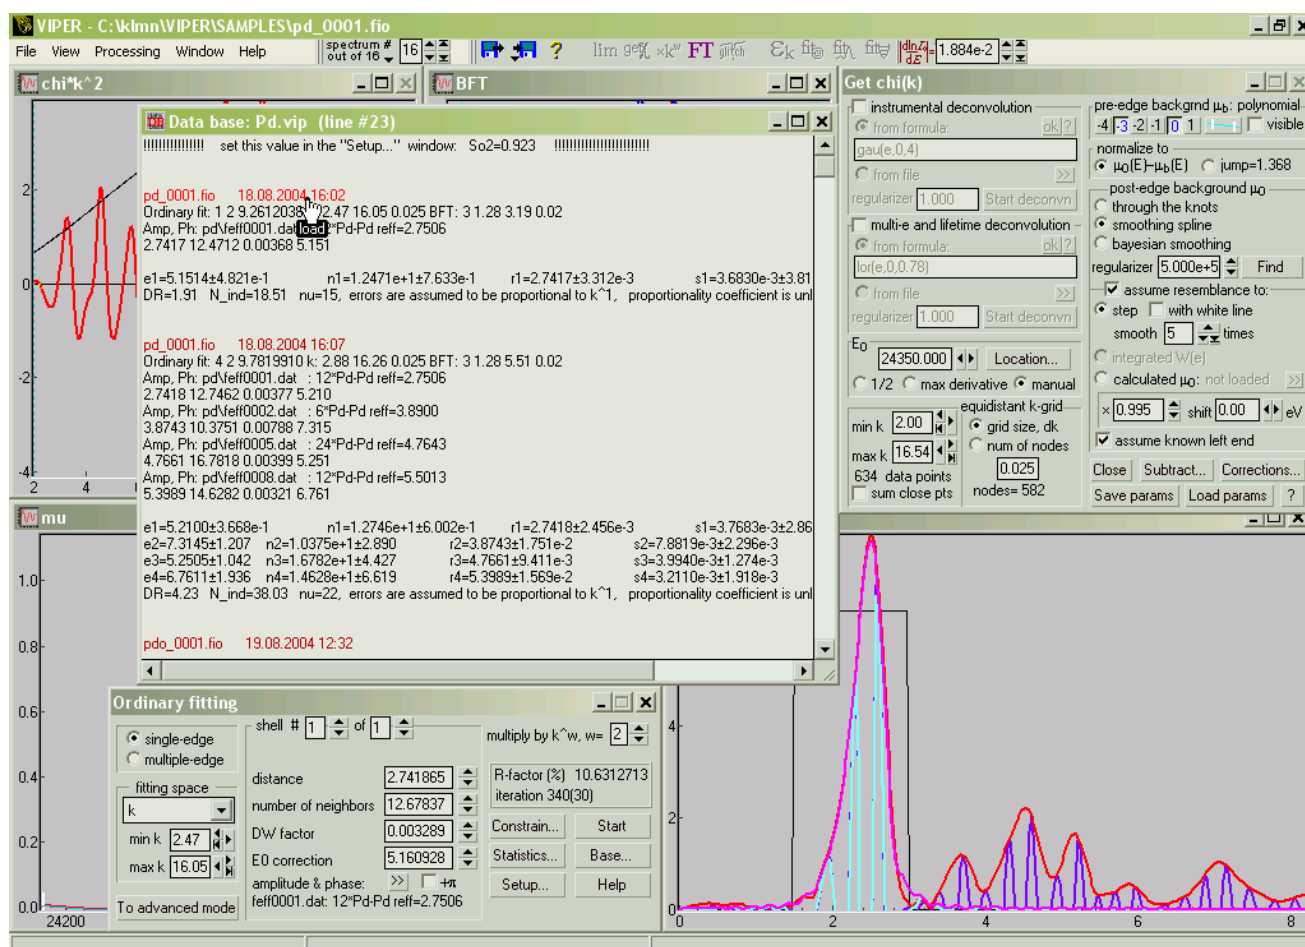 VIPER - C:\klmn\VIPER\SAMPLES\pd_0001.fio
File View Processing Window Help
spectrum # out of 16 16
lim
×k^w FT
1.884e-2
chi*k^2
2
0
-2
-4
2 4
BFT
Data base: Pd.vip (line #23)
set this value in the "Setup..." window: So2=0.923
pd_0001.fio 18.08.2004 16:02
Ordinary fit: 1 2 9.2612038 2.47 16.05 0.025 BFT: 3 1.28 3.19 0.02
Amp, Ph: pd\feff0001.dat *Pd-Pd reff=2.7506
load
2.7417 12.4712 0.00368 5.151
e1=5.1514±4.821e-1 n1=1.2471e+1±7.633e-1 r1=2.7417±3.312e-3 s1=3.6830e-3±3.81
DR=1.91 N_ind=18.51 nu=15, errors are assumed to be proportional to k^1, proportionality coefficient is unl
pd_0001.fio 18.08.2004 16:07
Ordinary fit: 4 2 9.7819910 k: 2.88 16.26 0.025 BFT: 3 1.28 5.51 0.02
Amp, Ph: pd\feff0001.dat : 12*Pd-Pd reff=2.7506
2.7418 12.7462 0.00377 5.210
Amp, Ph: pd\feff0002.dat : 6*Pd-Pd reff=3.8900
3.8743 10.3751 0.00788 7.315
Amp, Ph: pd\feff0005.dat : 24*Pd-Pd reff=4.7643
4.7661 16.7818 0.00399 5.251
Amp, Ph: pd\feff0008.dat : 12*Pd-Pd reff=5.5013
5.3989 14.6282 0.00321 6.761
e1=5.2100±3.668e-1 n1=1.2746e+1±6.002e-1 r1=2.7418±2.456e-3 s1=3.7683e-3±2.86
e2=7.3145±1.207 n2=1.0375e+1±2.890 r2=3.8743±1.751e-2 s2=7.8819e-3±2.296e-3
e3=5.2505±1.042 n3=1.6782e+1±4.427 r3=4.7661±9.411e-3 s3=3.9940e-3±1.274e-3
e4=6.7611±1.936 n4=1.4628e+1±6.619 r4=5.3989±1.569e-2 s4=3.2110e-3±1.918e-3
DR=4.23 N_ind=38.03 nu=22, errors are assumed to be proportional to k^1, proportionality coefficient is unl
pdo_0001.fio 19.08.2004 12:32
Get chi(k)
instrumental deconvolution
from formula: ok ?
gau(e,0,4)
from file >>
regularizer 1.000 Start deconvn
multi-e and lifetime deconvolution
from formula: ok ?
lor(e,0,0.78)
from file >>
regularizer 1.000 Start deconvn
E0
24350.000 Location...
1/2 max derivative manual
min k 2.00
max k 16.54
634 data points
sum close pts
equidistant k-grid
grid size, dk
num of nodes
0.025
nodes= 582
pre-edge backgrnd μb: polynomial
-4 -3 -2 -1 0 1 visible
normalize to
μ0(E)-μb(E) jump=1.368
post-edge background μ0
through the knots
smoothing spline
bayesian smoothing
regularizer 5.000e+5 Find
assume resemblance to:
step with white line
smooth 5 times
integrated W(e)
calculated μ0: not loaded >>
× 0.995 shift 0.00 eV
assume known left end
Close Subtract... Corrections...
Save params Load params ?
mu
1.0
0.8
0.6
0.4
0.2
0.0
24200
Ordinary fitting
single-edge
multiple-edge
fitting space
k
min k 2.47
max k 16.05
To advanced mode
shell # 1 of 1
distance 2.741865
number of neighbors 12.67837
DW factor 0.003289
E0 correction 5.160928
amplitude & phase: >> +π
feff0001.dat: 12*Pd-Pd reff=2.7506
multiply by k^w, w= 2
R-factor (%) 10.6312713
iteration 340(30)
Constrain... Start
Statistics... Base...
Setup... Help
4
2
0
0 2 4 6 8